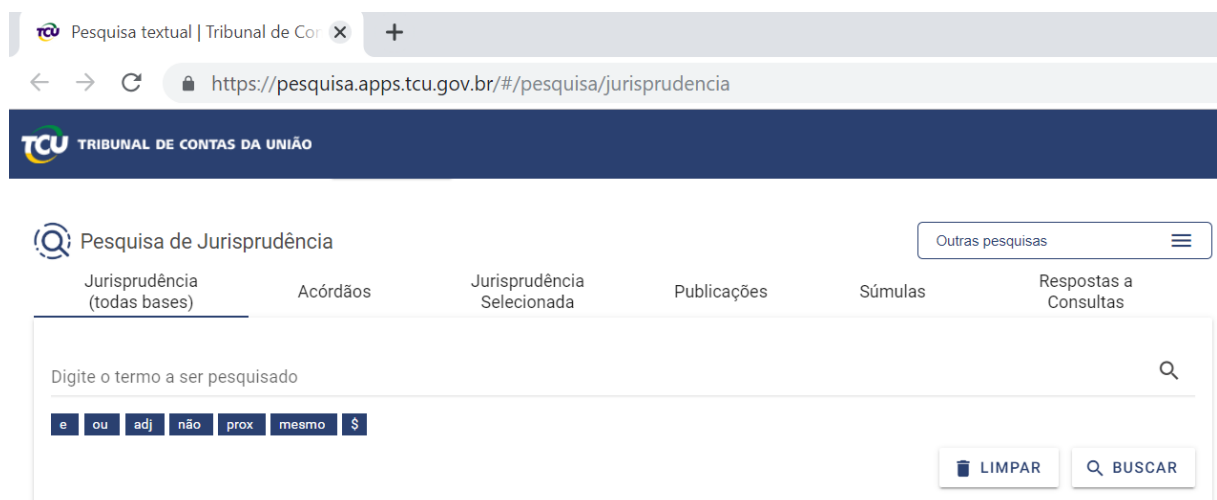 TCU Pesquisa textual | Tribunal de Cor
https://pesquisa.apps.tcu.gov.br/#/pesquisa/jurisprudencia
TCU TRIBUNAL DE CONTAS DA UNIÃO
Pesquisa de Jurisprudência
Outras pesquisas
Jurisprudência
(todas bases)
Acórdãos
Jurisprudência
Selecionada
Publicações
Súmulas
Respostas a
Consultas
Digite o termo a ser pesquisado
e ou adj não prox mesmo $
LIMPAR BUSCAR